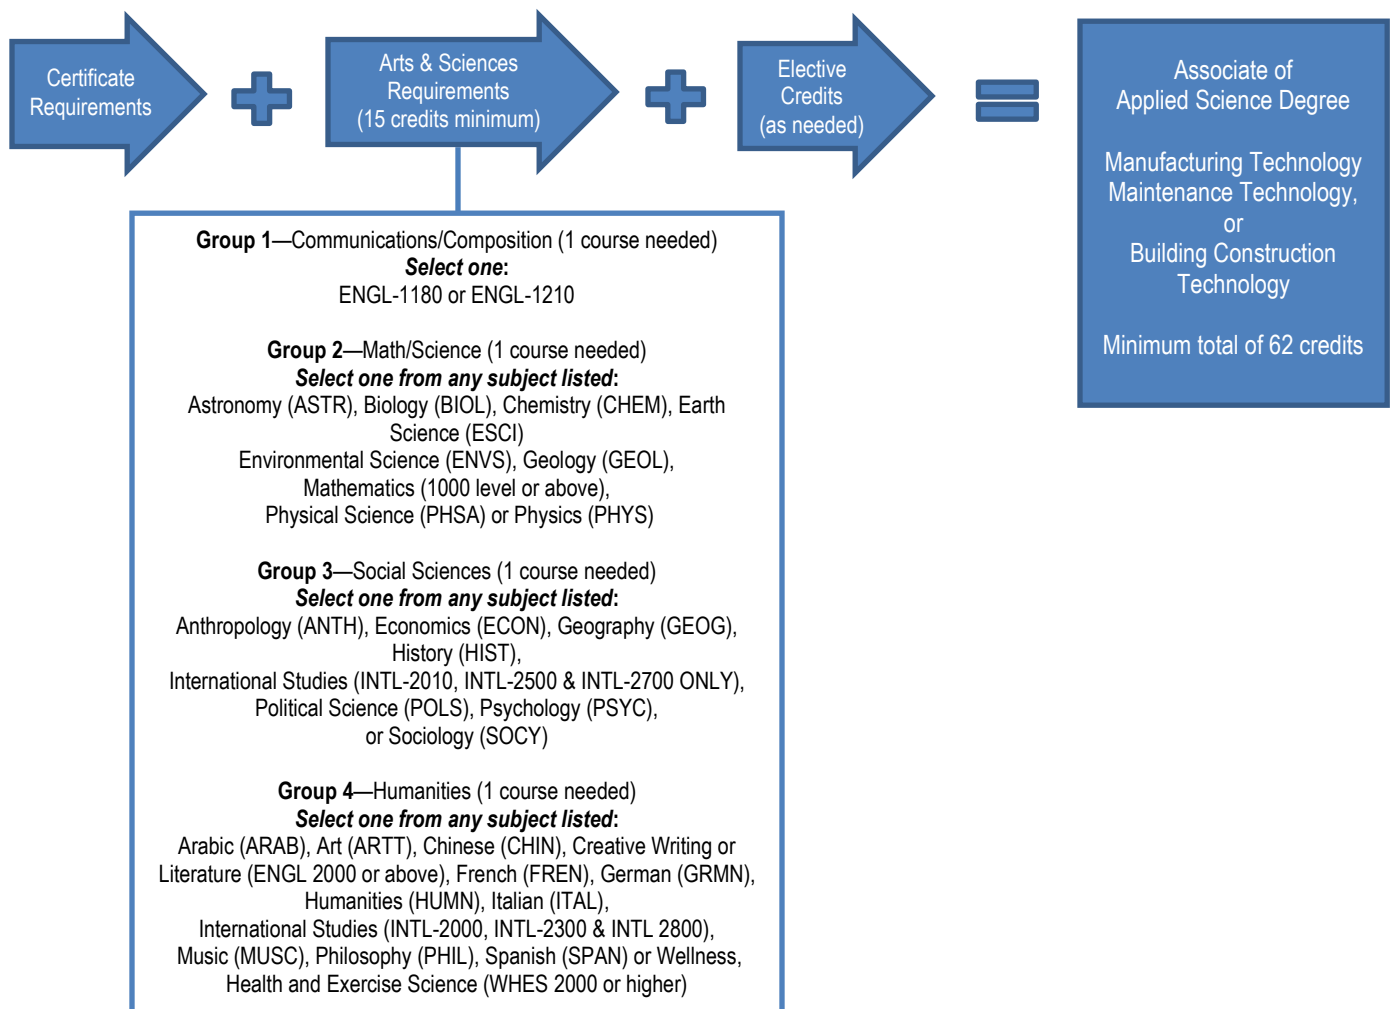 Certificate
Requirements
Arts & Sciences
Requirements
(15 credits minimum)
Elective
Credits
(as needed)
Associate of
Applied Science Degree
Manufacturing Technology
Maintenance Technology,
or
Building Construction
Technology
Minimum total of 62 credits
Group 1—Communications/Composition (1 course needed)
Select one:
ENGL-1180 or ENGL-1210
Group 2—Math/Science (1 course needed)
Select one from any subject listed:
Astronomy (ASTR), Biology (BIOL), Chemistry (CHEM), Earth
Science (ESCI)
Environmental Science (ENVS), Geology (GEOL),
Mathematics (1000 level or above),
Physical Science (PHSA) or Physics (PHYS)
Group 3—Social Sciences (1 course needed)
Select one from any subject listed:
Anthropology (ANTH), Economics (ECON), Geography (GEOG),
History (HIST),
International Studies (INTL-2010, INTL-2500 & INTL-2700 ONLY),
Political Science (POLS), Psychology (PSYC),
or Sociology (SOCY)
Group 4—Humanities (1 course needed)
Select one from any subject listed:
Arabic (ARAB), Art (ARTT), Chinese (CHIN), Creative Writing or
Literature (ENGL 2000 or above), French (FREN), German (GRMN),
Humanities (HUMN), Italian (ITAL),
International Studies (INTL-2000, INTL-2300 & INTL 2800),
Music (MUSC), Philosophy (PHIL), Spanish (SPAN) or Wellness,
Health and Exercise Science (WHES 2000 or higher)